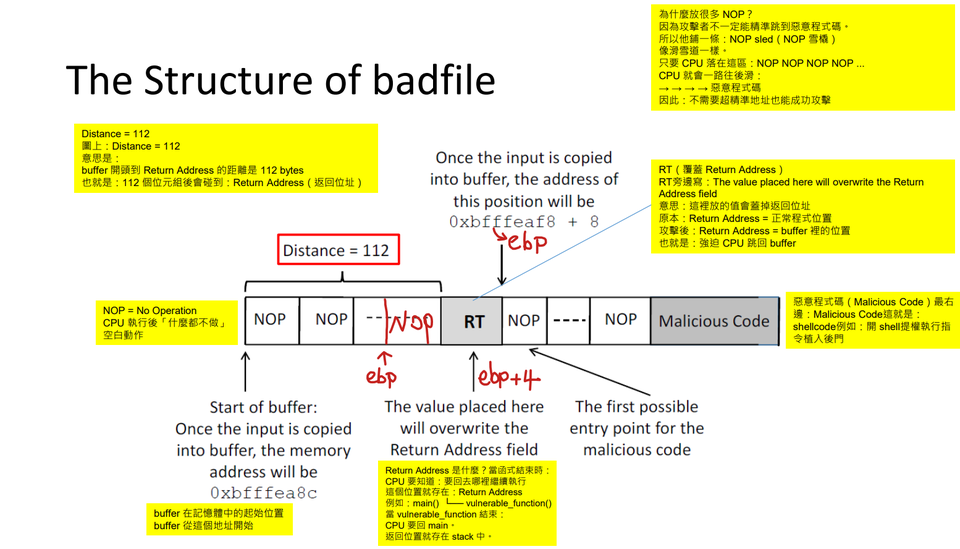 為什麼放很多 NOP？
因為攻擊者不一定能精準跳到惡意程式碼。
所以他鋪一條：NOP sled（NOP 雪橇）
像滑雪道一樣。
只要 CPU 落在這區：NOP NOP NOP NOP ...
CPU 就會一路往後滑：
→ → → → 惡意程式碼
因此：不需要超精準地址也能成功攻擊
The Structure of badfile
Distance = 112
圖上：Distance = 112
意思是：
buffer 開頭到 Return Address 的距離是 112 bytes
也就是：112 個位元組後會碰到：Return Address（返回位址）
Once the input is copied
into buffer, the address of
this position will be
0xbfffeaf8 + 8
ebp
RT（覆蓋 Return Address）
RT旁邊寫：The value placed here will overwrite the Return
Address field
意思：這裡放的值會蓋掉返回位址
原本：Return Address = 正常程式位置
攻擊後：Return Address = buffer 裡的位置
也就是：強迫 CPU 跳回 buffer
Distance = 112
NOP = No Operation
CPU 執行後「什麼都不做」
空白動作
NOP
NOP
NOP
RT
NOP
NOP
Malicious Code
惡意程式碼（Malicious Code）最右
邊：Malicious Code這就是：
shellcode例如：開 shell提權執行指
令植入後門
ebp
ebp+4
Start of buffer:
Once the input is copied
into buffer, the memory
address will be
0xbfffea8c
The value placed here
will overwrite the
Return Address field
The first possible
entry point for the
malicious code
buffer 在記憶體中的起始位置
buffer 從這個地址開始
Return Address 是什麼？當函式結束時：
CPU 要知道：要回去哪裡繼續執行
這個位置就存在：Return Address
例如：main() └── vulnerable_function()
當 vulnerable_function 結束：
CPU 要回 main。
返回位置就存在 stack 中。